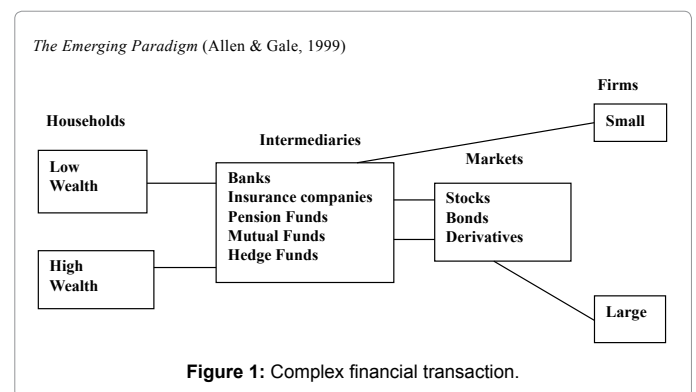 The Emerging Paradigm (Allen & Gale, 1999)
Firms
Small
Households
Intermediaries
Markets
Low
Wealth
Banks
Insurance companies
Pension Funds
Mutual Funds
Hedge Funds
Stocks
Bonds
Derivatives
High
Wealth
Large
Figure 1: Complex financial transaction.